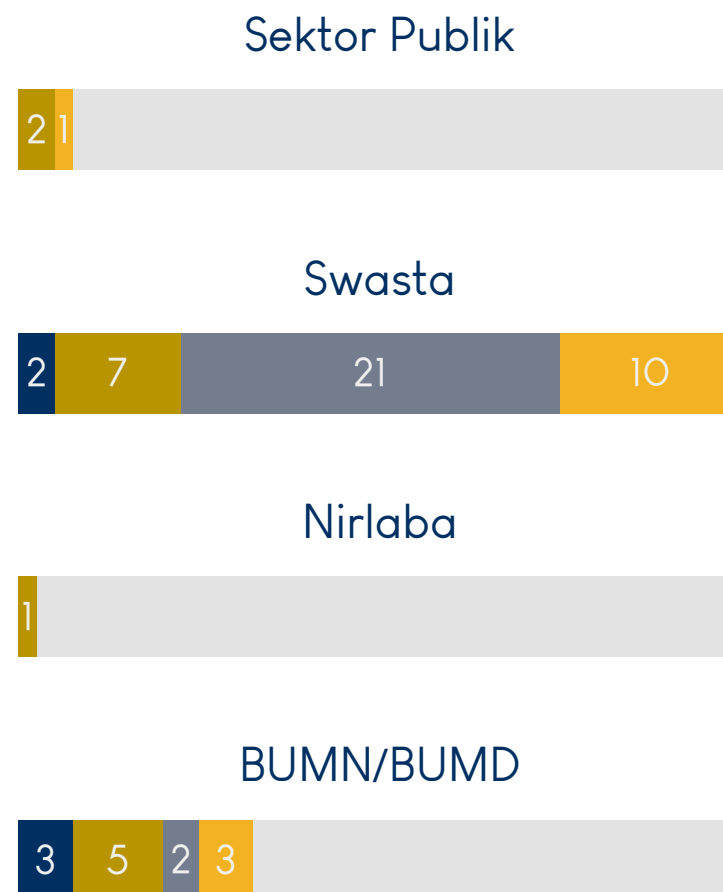 Sektor Publik
2 1
Swasta
2 7 21 10
Nirlaba
1
BUMN/BUMD
3 5 2 3